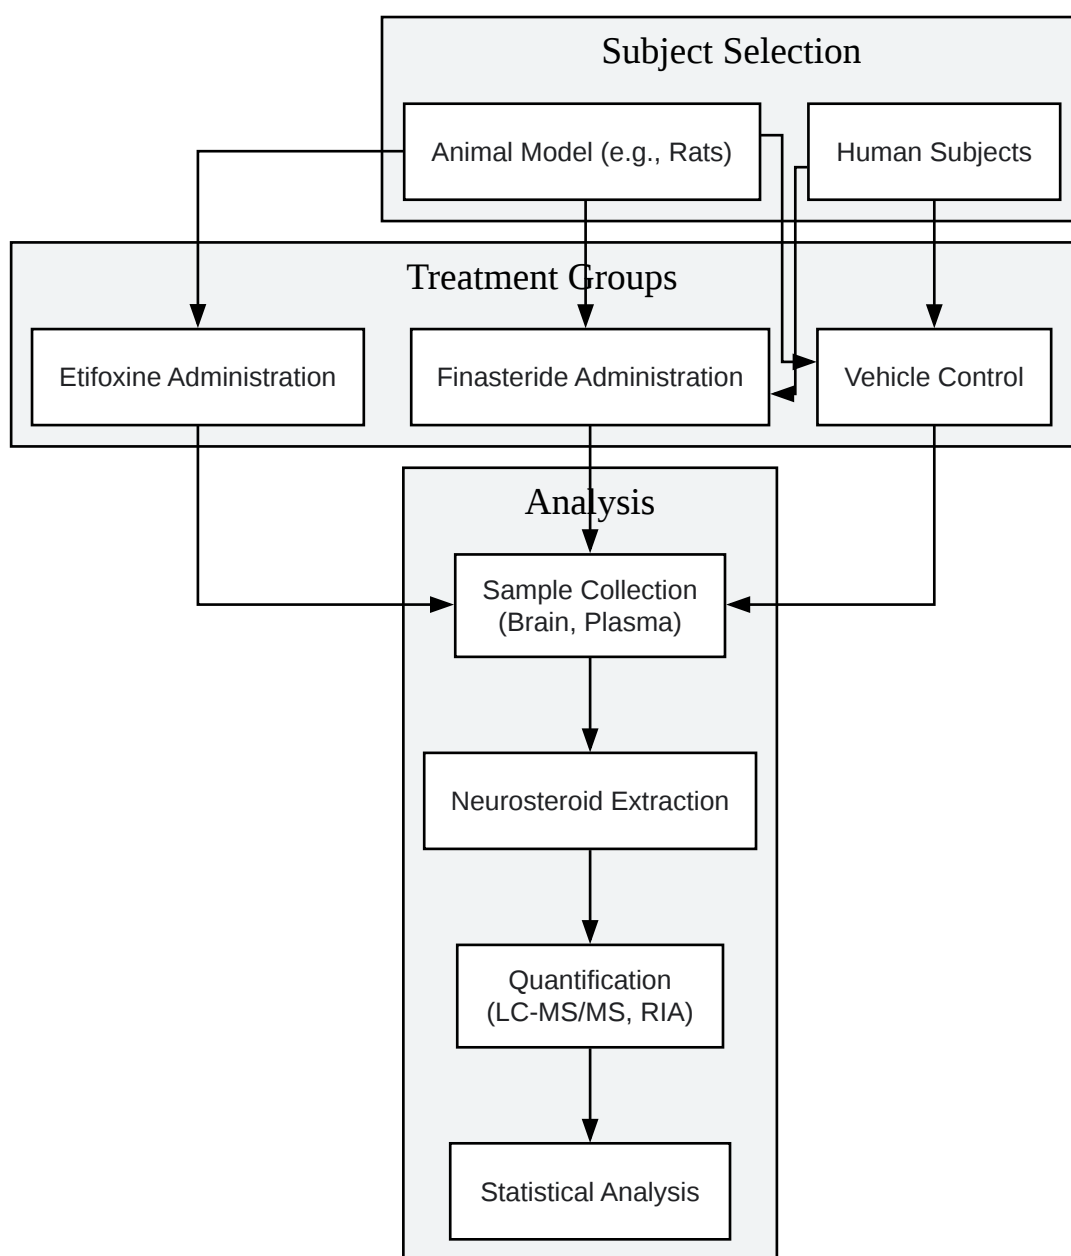 Subject Selection
Animal Model (e.g., Rats)
Human Subjects
Treatment Groups
Etifoxine Administration
Finasteride Administration
Vehicle Control
Analysis
Sample Collection
(Brain, Plasma)
Neurosteroid Extraction
Quantification
(LC-MS/MS, RIA)
Statistical Analysis